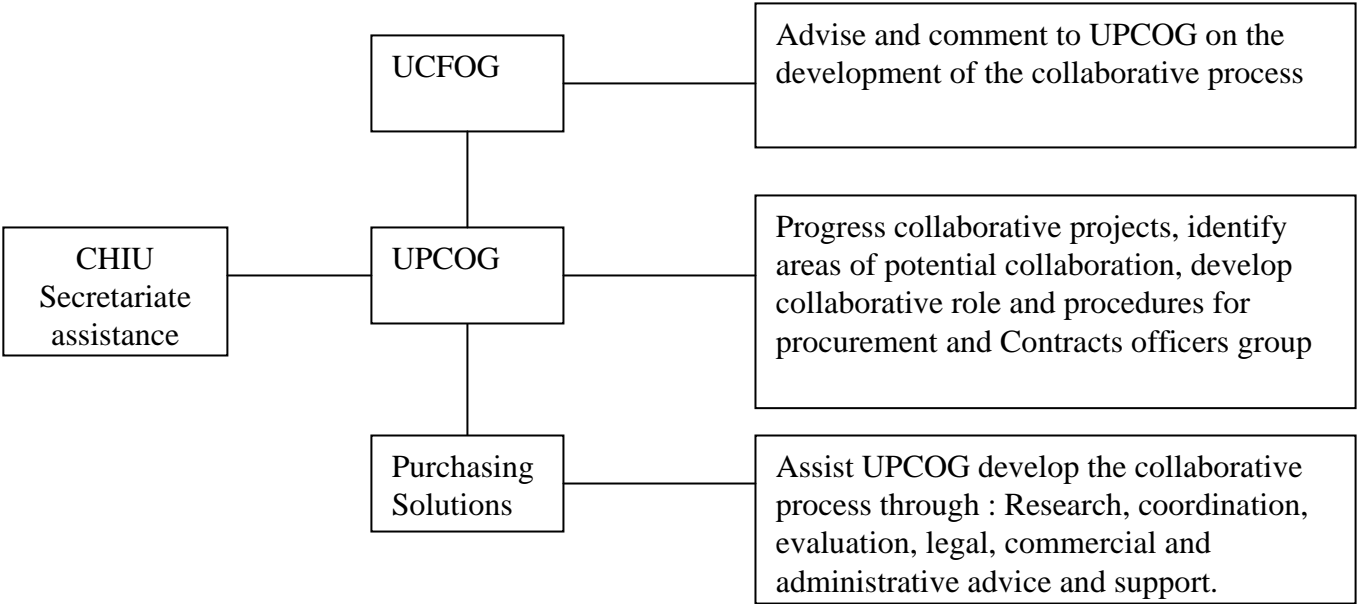 UCFOG
Advise and comment to UPCOG on the
development of the collaborative process
CHIU
Secretariate
assistance
UPCOG
Progress collaborative projects, identify
areas of potential collaboration, develop
collaborative role and procedures for
procurement and Contracts officers group
Purchasing
Solutions
Assist UPCOG develop the collaborative
process through : Research, coordination,
evaluation, legal, commercial and
administrative advice and support.